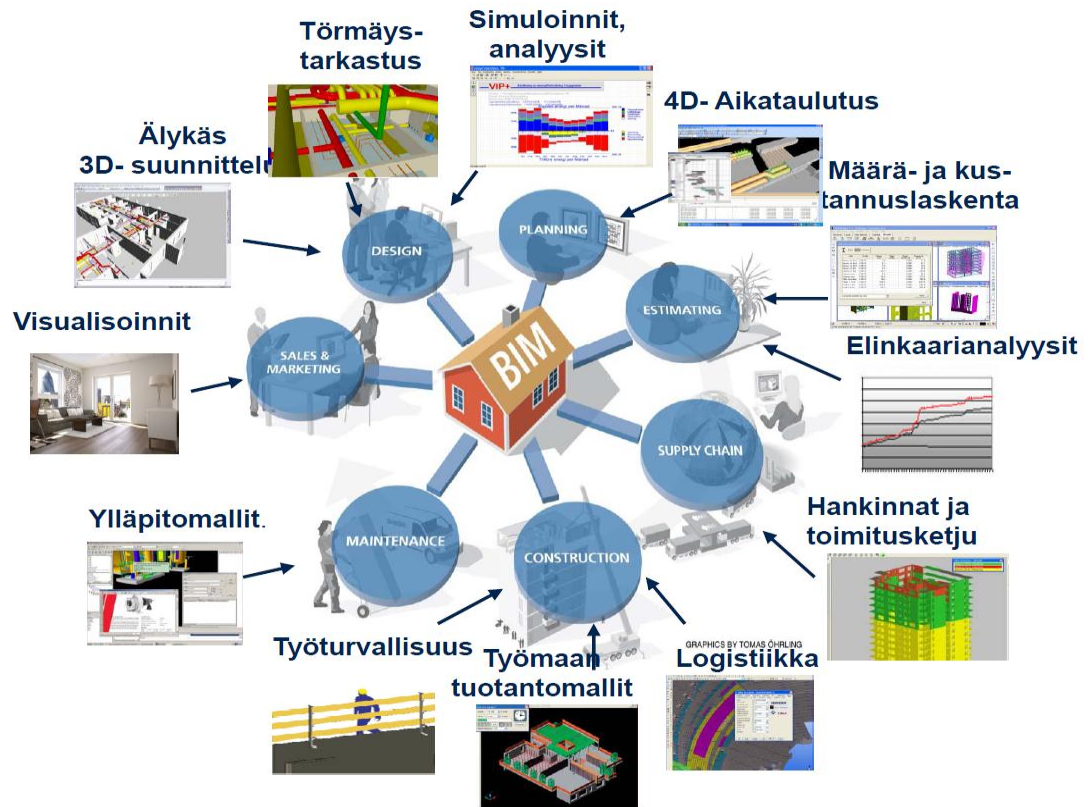 Törmäys-
tarkastus
Simuloinnit,
analyysit
VIP+
4D- Aikataulutus
Älykäs
3D- suunnittelu
Määrä- ja kus-
tannuslaskenta
DESIGN
PLANNING
ESTIMATING
Visualisoinnit
SALES &
MARKETING
BIM
Elinkaarianalyysit
SUPPLY CHAIN
Hankinnat ja
toimitusketju
Ylläpitomallit.
MAINTENANCE
CONSTRUCTION
Työturvallisuus
GRAPHICS BY TOMAS ÖHRLING
Työmaan
tuotantomallit
Logistiikka